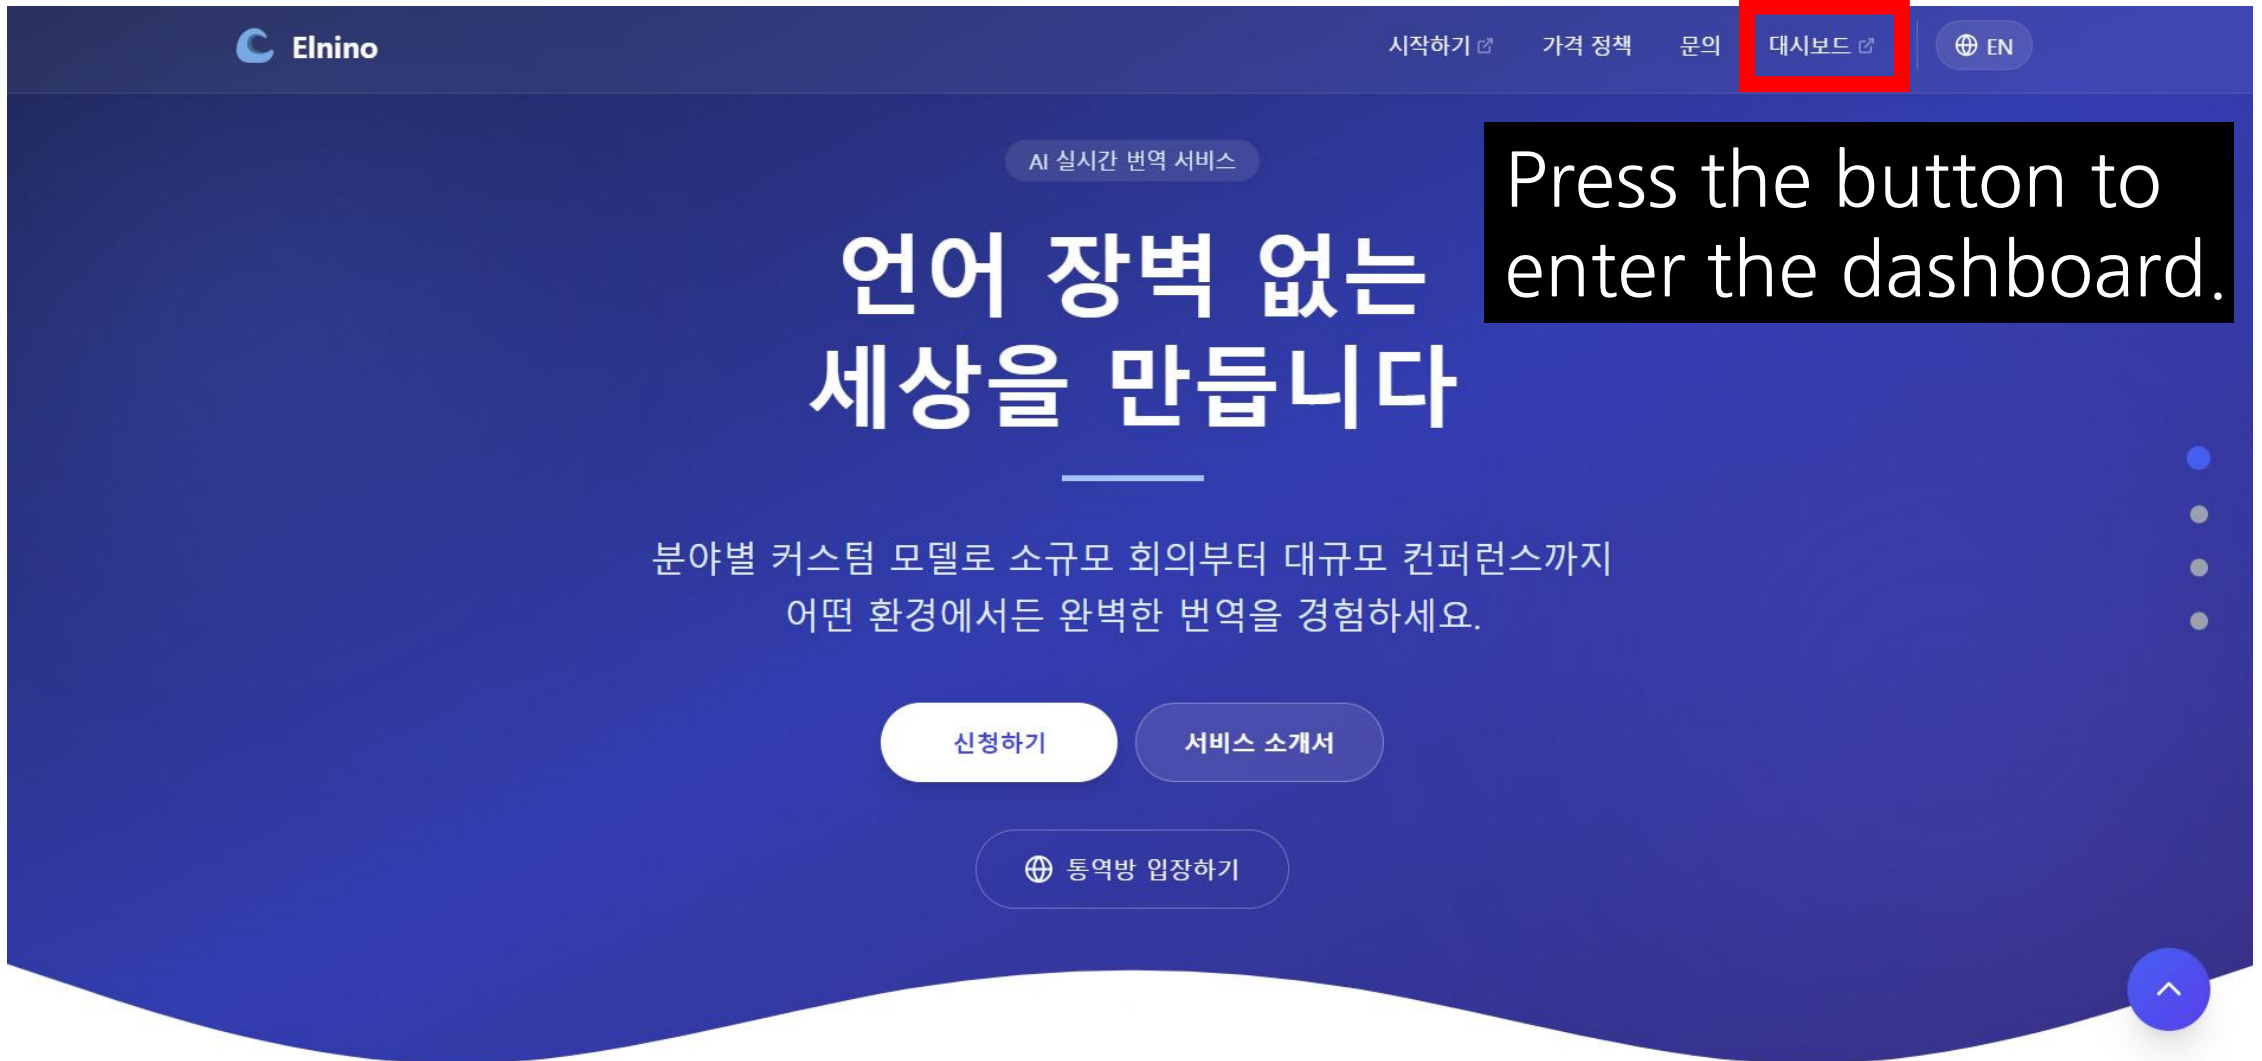 Elnino
시작하기
가격 정책
문의
대시보드
EN
AI 실시간 번역 서비스
Press the button to
enter the dashboard.
언어 장벽 없는
세상을 만듭니다
분야별 커스텀 모델로 소규모 회의부터 대규모 컨퍼런스까지
어떤 환경에서든 완벽한 번역을 경험하세요.
신청하기
서비스 소개서
통역방 입장하기